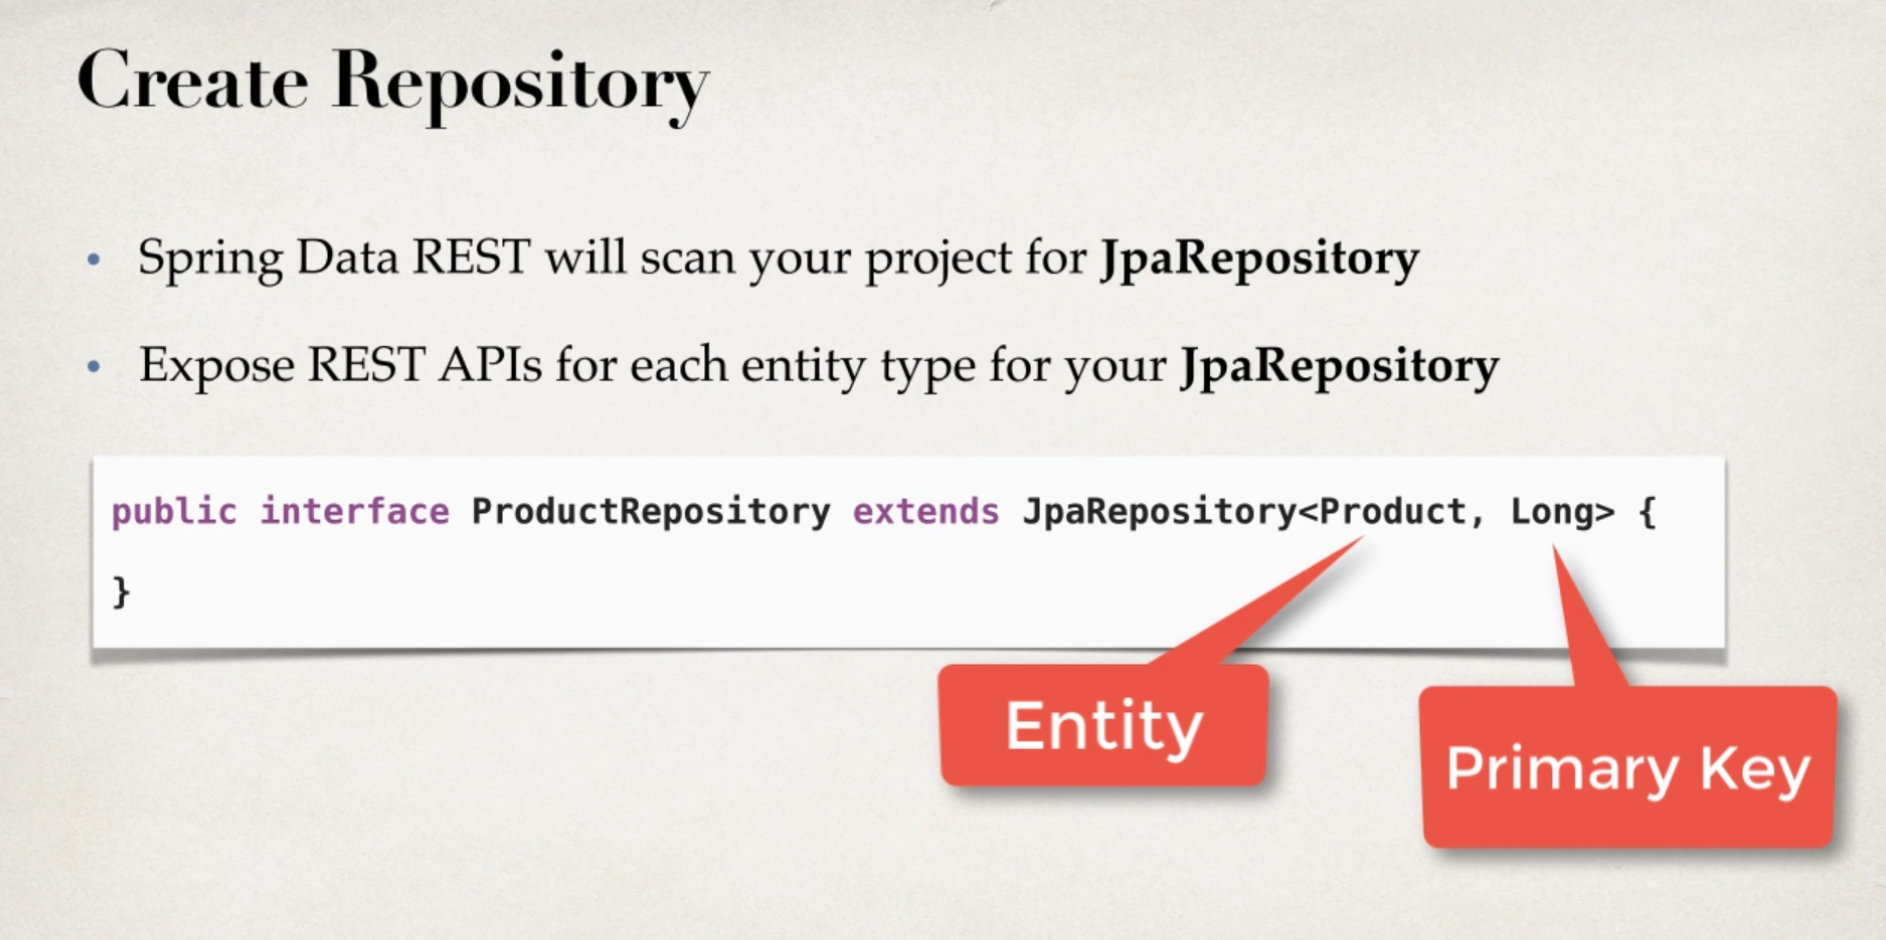 Create Repository
• Spring Data REST will scan your project for JpaRepository
• Expose REST APIs for each entity type for your JpaRepository
public interface ProductRepository extends JpaRepository<Product, Long> {
}
Entity
Primary Key